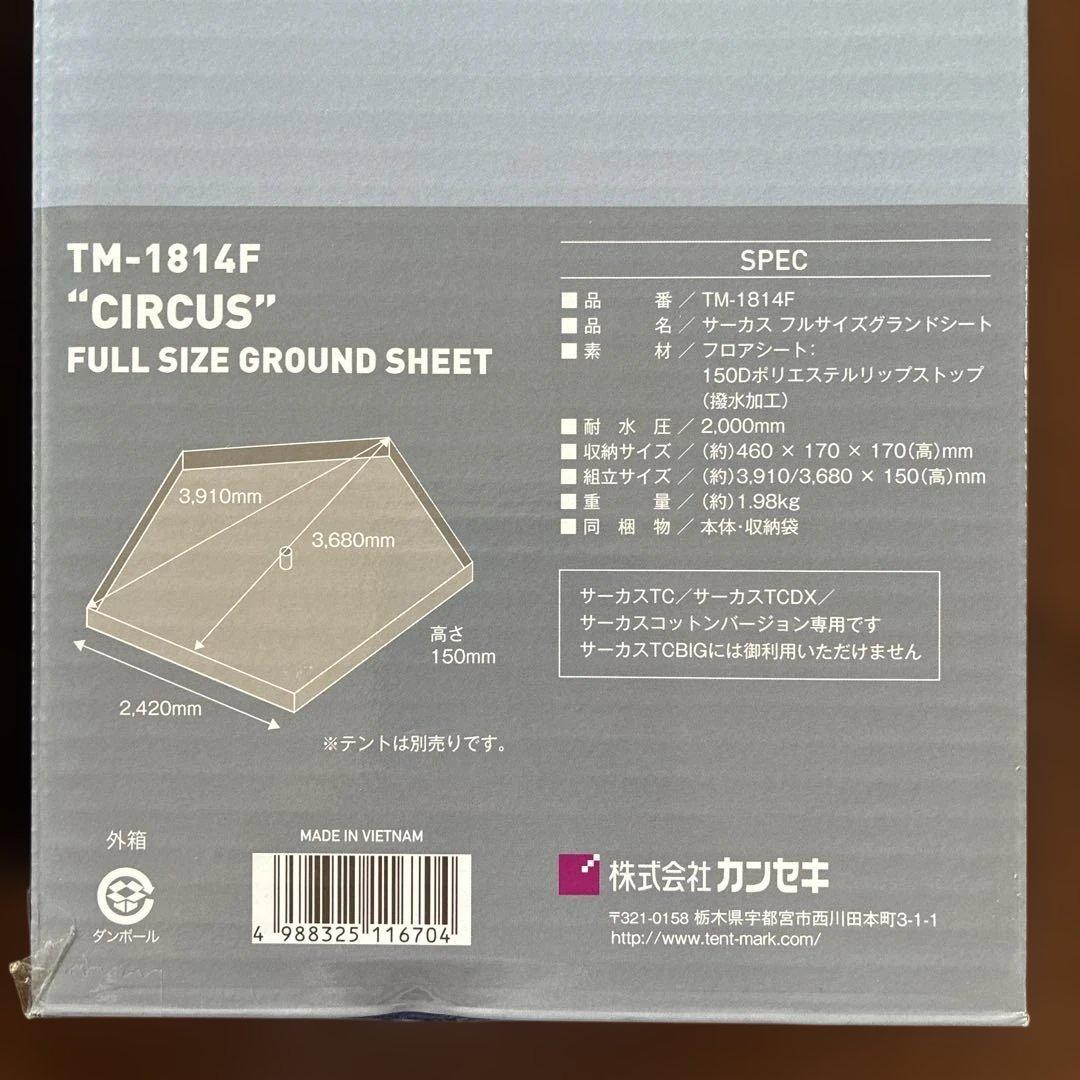 TM-1814F
“CIRCUS”
FULL SIZE GROUND SHEET
3,910mm
3,680mm
高さ
150mm
2,420mm
※テントは別売りです。
SPEC
■品　番／TM-1814F
■品　名／サーカス フルサイズグランドシート
■素　材／フロアシート：
150Dポリエステルリップストップ
（撥水加工）
■耐 水 圧／2,000mm
■収納サイズ／（約）460 × 170 × 170（高）mm
■組立サイズ／（約）3,910/3,680 × 150（高）mm
■重　量／（約）1.98kg
■同 梱 物／本体・収納袋
サーカスTC／サーカスTCDX／
サーカスコットンバージョン専用です
サーカスTCBIGには御利用いただけません
外箱
ダンボール
MADE IN VIETNAM
4 988325 116704
株式会社カンセキ
〒321-0158 栃木県宇都宮市西川田本町3-1-1
http://www.tent-mark.com/